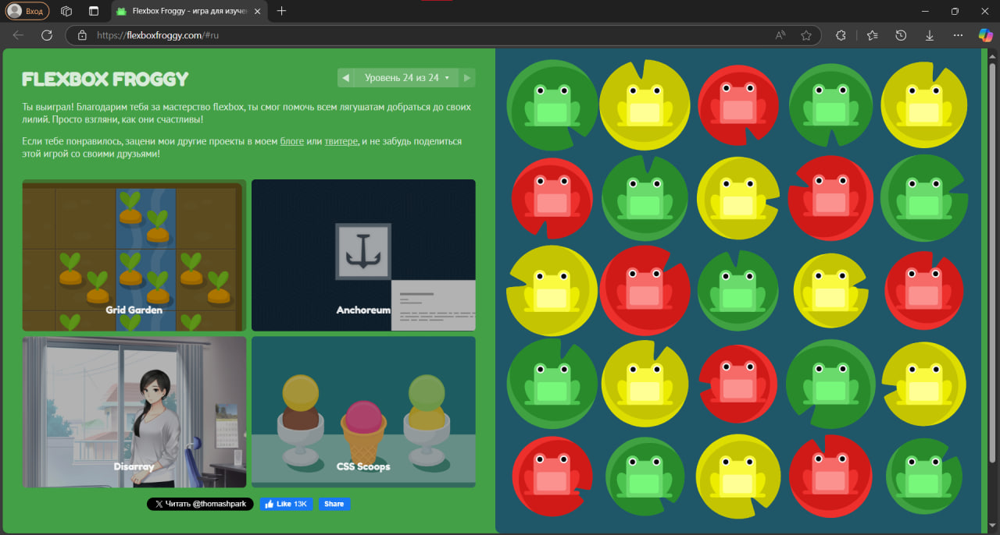 Вход
Flexbox Froggy - игра для изучен
https://flexboxfroggy.com/#ru
FLEXBOX FROGGY
Уровень 24 из 24
Ты выиграл! Благодарим тебя за мастерство flexbox, ты смог помочь всем лягушатам добраться до своих
лилий. Просто взгляни, как они счастливы!
Если тебе понравилось, зацени мои другие проекты в моем блоге или твитере, и не забудь поделиться
этой игрой со своими друзьями!
Grid Garden
Anchoreum
Disarray
CSS Scoops
Читать @thomashpark
Like 13K
Share